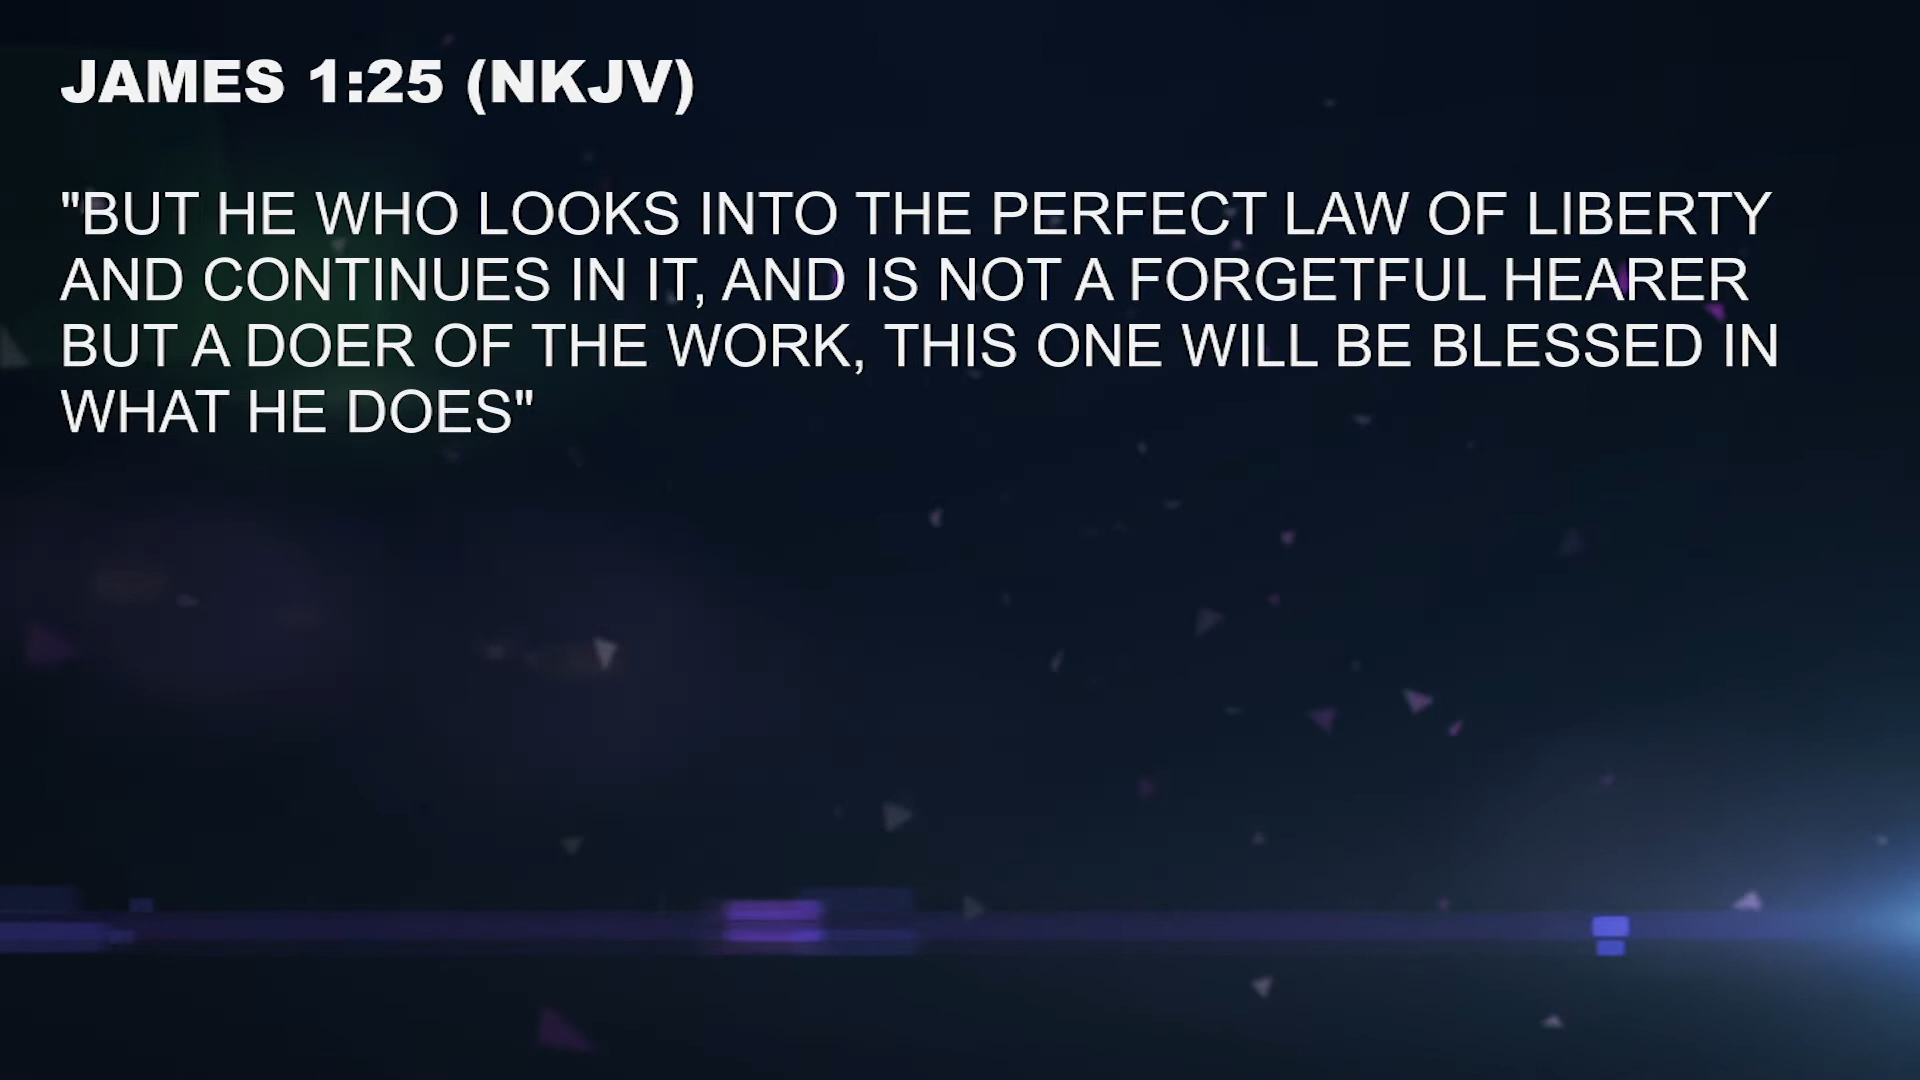 JAMES 1:25 (NKJV)
"BUT HE WHO LOOKS INTO THE PERFECT LAW OF LIBERTY
AND CONTINUES IN IT, AND IS NOT A FORGETFUL HEARER
BUT A DOER OF THE WORK, THIS ONE WILL BE BLESSED IN
WHAT HE DOES"